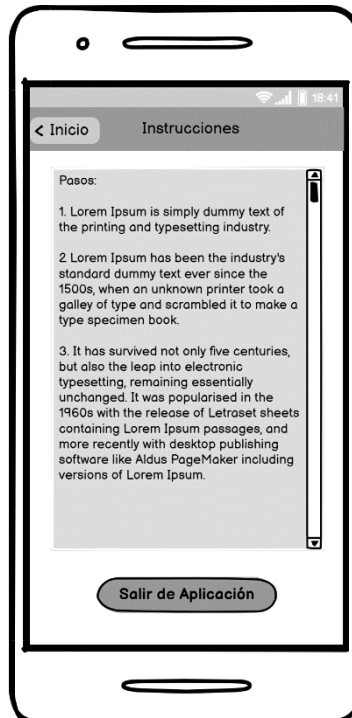 18:41
< Inicio
Instrucciones
Pasos:
1. Lorem Ipsum is simply dummy text of
the printing and typesetting industry.
2. Lorem Ipsum has been the industry's
standard dummy text ever since the
1500s, when an unknown printer took a
galley of type and scrambled it to make a
type specimen book.
3. It has survived not only five centuries,
but also the leap into electronic
typesetting, remaining essentially
unchanged. It was popularised in the
1960s with the release of Letraset sheets
containing Lorem Ipsum passages, and
more recently with desktop publishing
software like Aldus PageMaker including
versions of Lorem Ipsum.
Salir de Aplicación